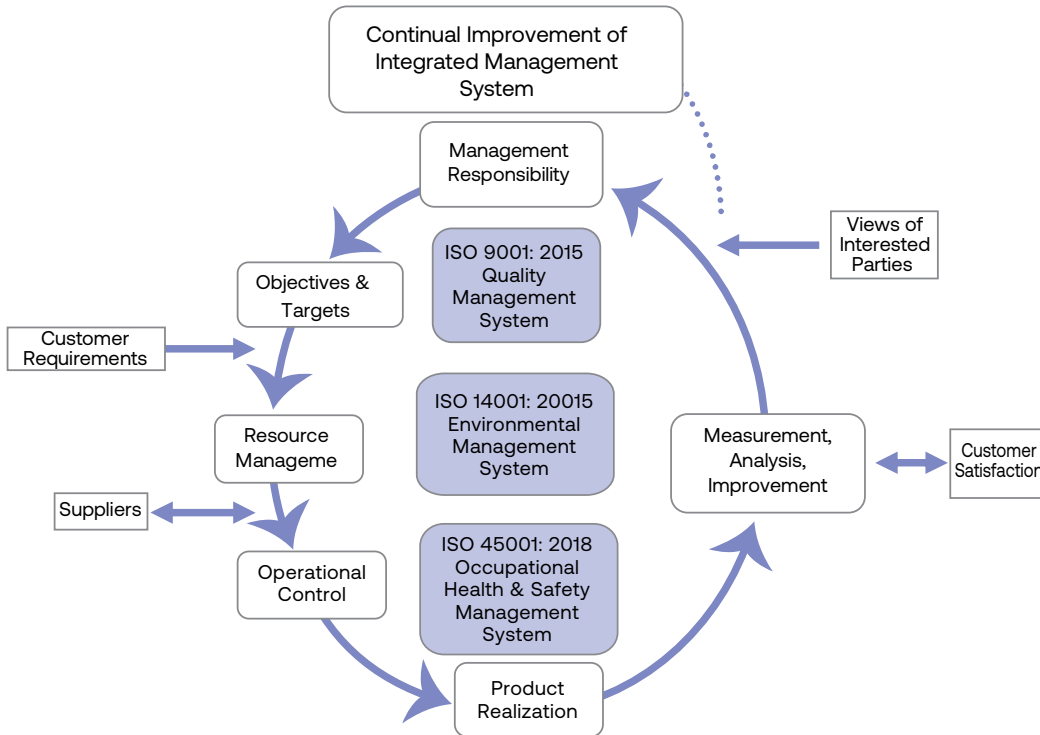 Continual Improvement of
Integrated Management
System
Management
Responsibility
Views of
Interested
Parties
ISO 9001: 2015
Quality
Management
System
Objectives &
Targets
Customer
Requirements
ISO 14001: 20015
Environmental
Management
System
Resource
Manageme
Measurement,
Analysis,
Improvement
Customer
Satisfaction
Suppliers
ISO 45001: 2018
Occupational
Health & Safety
Management
System
Operational
Control
Product
Realization